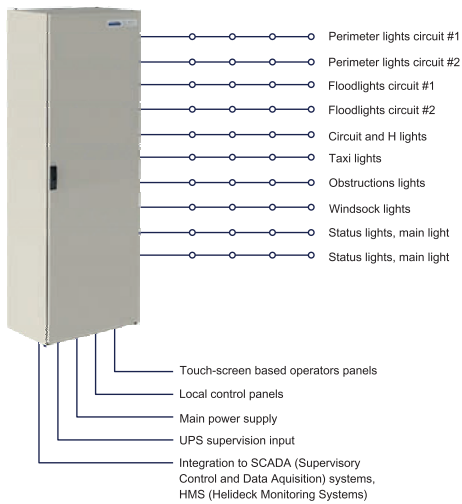 Perimeter lights circuit #1
Perimeter lights circuit #2
Floodlights circuit #1
Floodlights circuit #2
Circuit and H lights
Taxi lights
Obstructions lights
Windsock lights
Status lights, main light
Status lights, main light
Touch-screen based operators panels
Local control panels
Main power supply
UPS supervision input
Integration to SCADA (Supervisory
Control and Data Aquisition) systems,
HMS (Helideck Monitoring Systems)